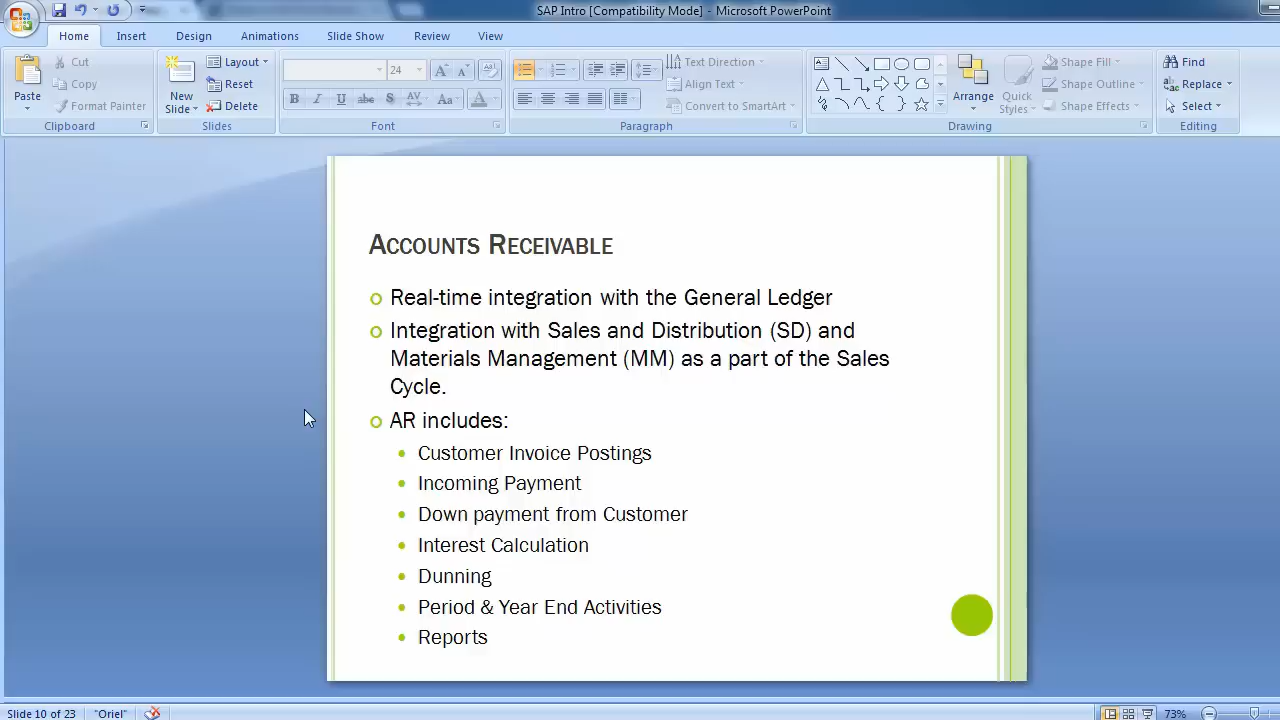 SAP Intro [Compatibility Mode] - Microsoft PowerPoint
Home Insert Design Animations Slide Show Review View
Paste
Cut
Copy
Format Painter
Clipboard
New Slide
Layout
Reset
Delete
Slides
24
B I U abc S AV Aa A
Font
Text Direction
Align Text
Convert to SmartArt
Paragraph
Arrange
Quick Styles
Shape Fill
Shape Outline
Shape Effects
Drawing
Find
Replace
Select
Editing
ACCOUNTS RECEIVABLE
Real-time integration with the General Ledger
Integration with Sales and Distribution (SD) and
Materials Management (MM) as a part of the Sales
Cycle.
AR includes:
Customer Invoice Postings
Incoming Payment
Down payment from Customer
Interest Calculation
Dunning
Period & Year End Activities
Reports
Slide 10 of 23 "Oriel" 73%